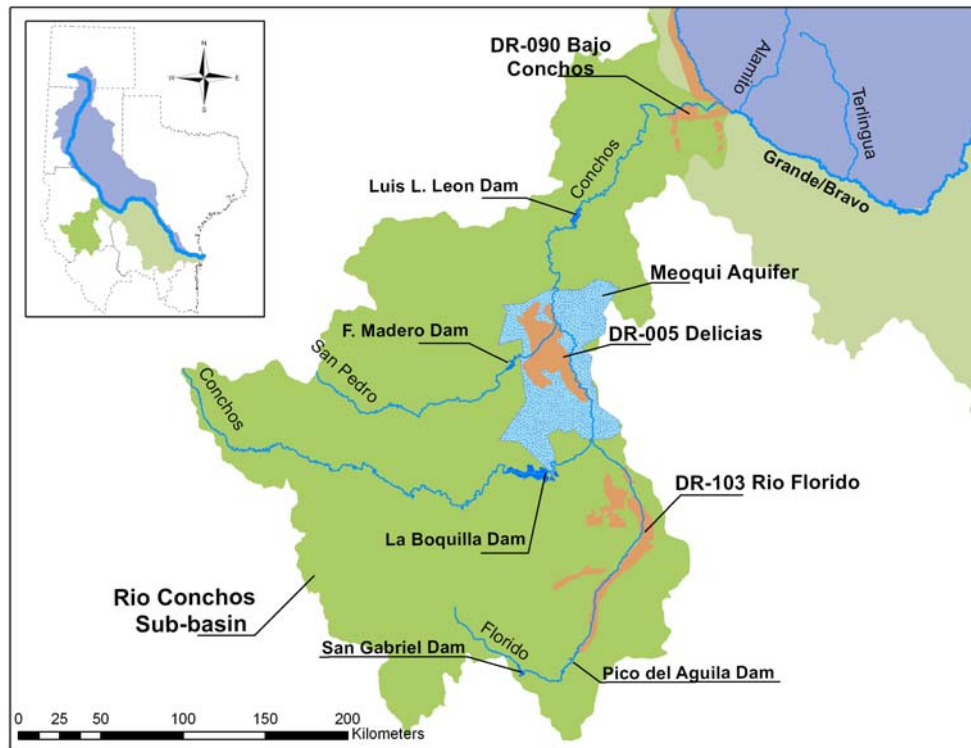 N
W
E
S
DR-090 Bajo
Conchos
Alamito
Terlingua
Conchos
Grande/Bravo
Luis L. Leon Dam
Meoqui Aquifer
F. Madero Dam
DR-005 Delicias
San Pedro
Conchos
DR-103 Rio Florido
La Boquilla Dam
Rio Conchos
Sub-basin
Florido
San Gabriel Dam
Pico del Aguila Dam
0 25 50 100 150 200
Kilometers